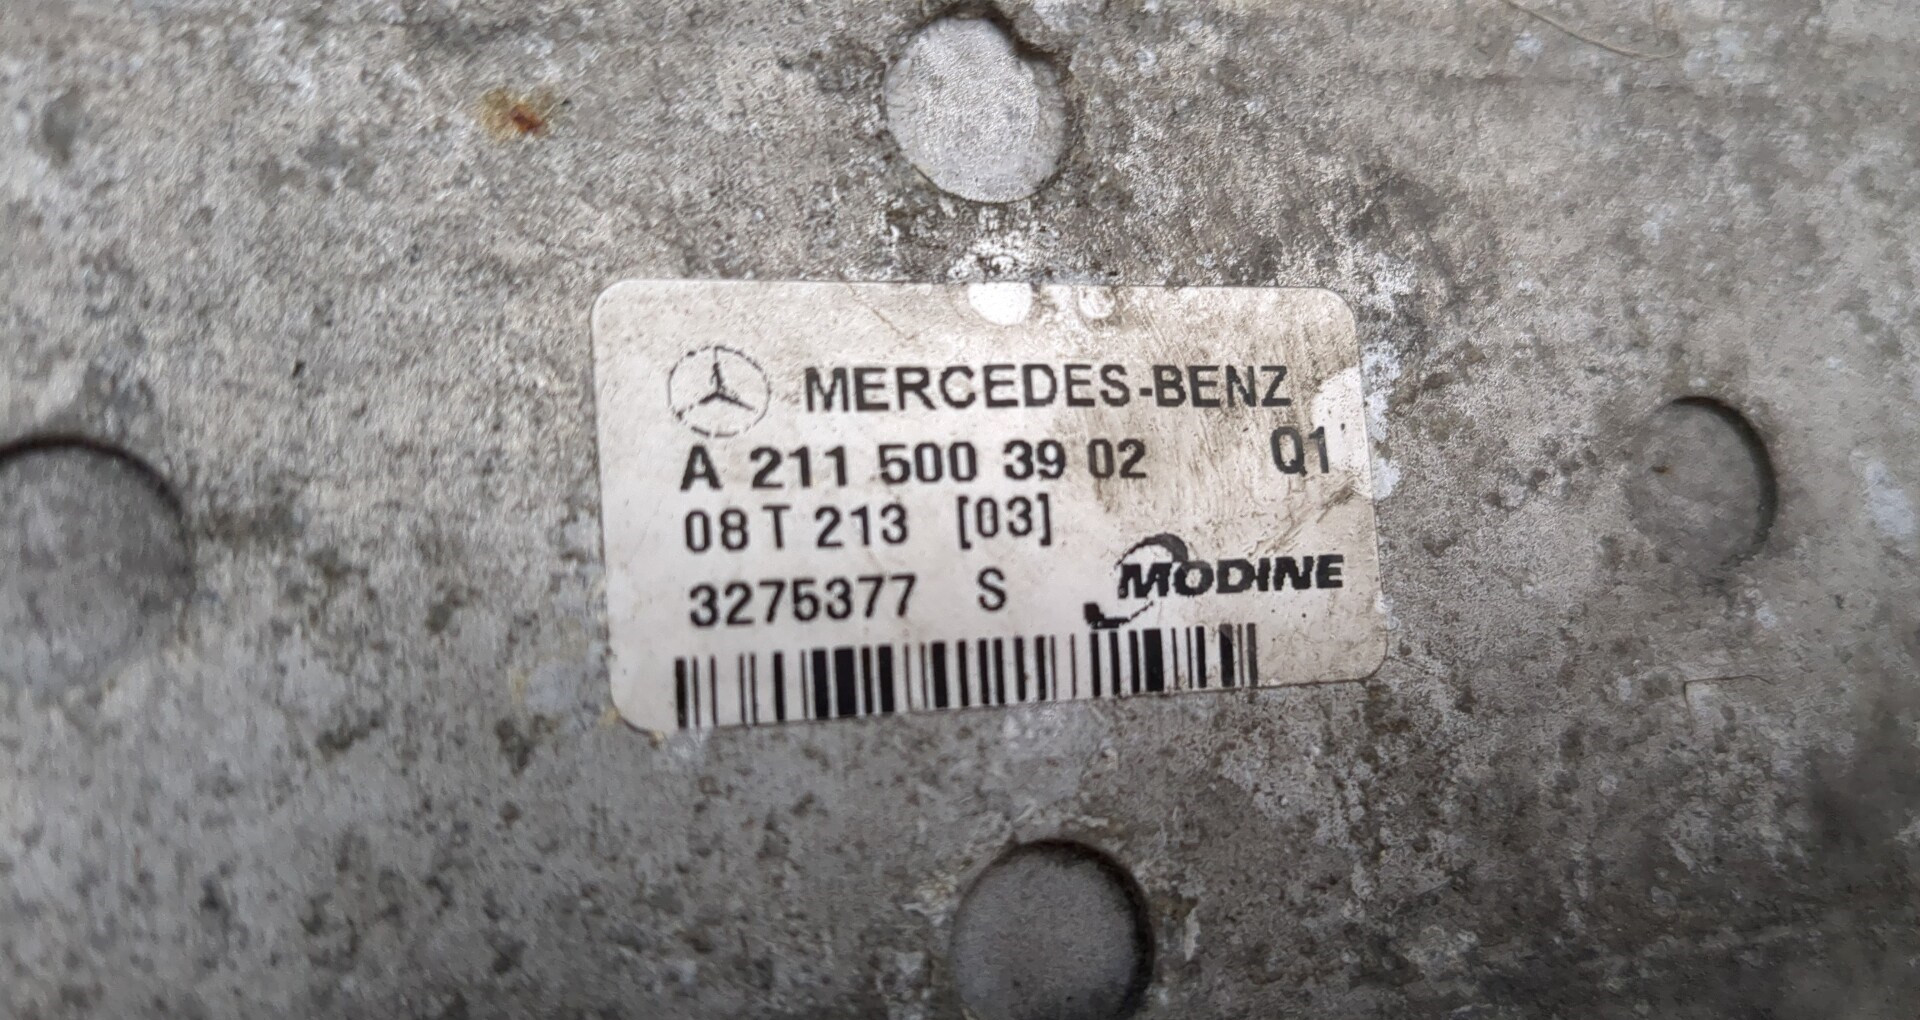 MERCEDES-BENZ
A 211 500 39 02 Q1
08 T 213 [03]
3275377 S MODINE